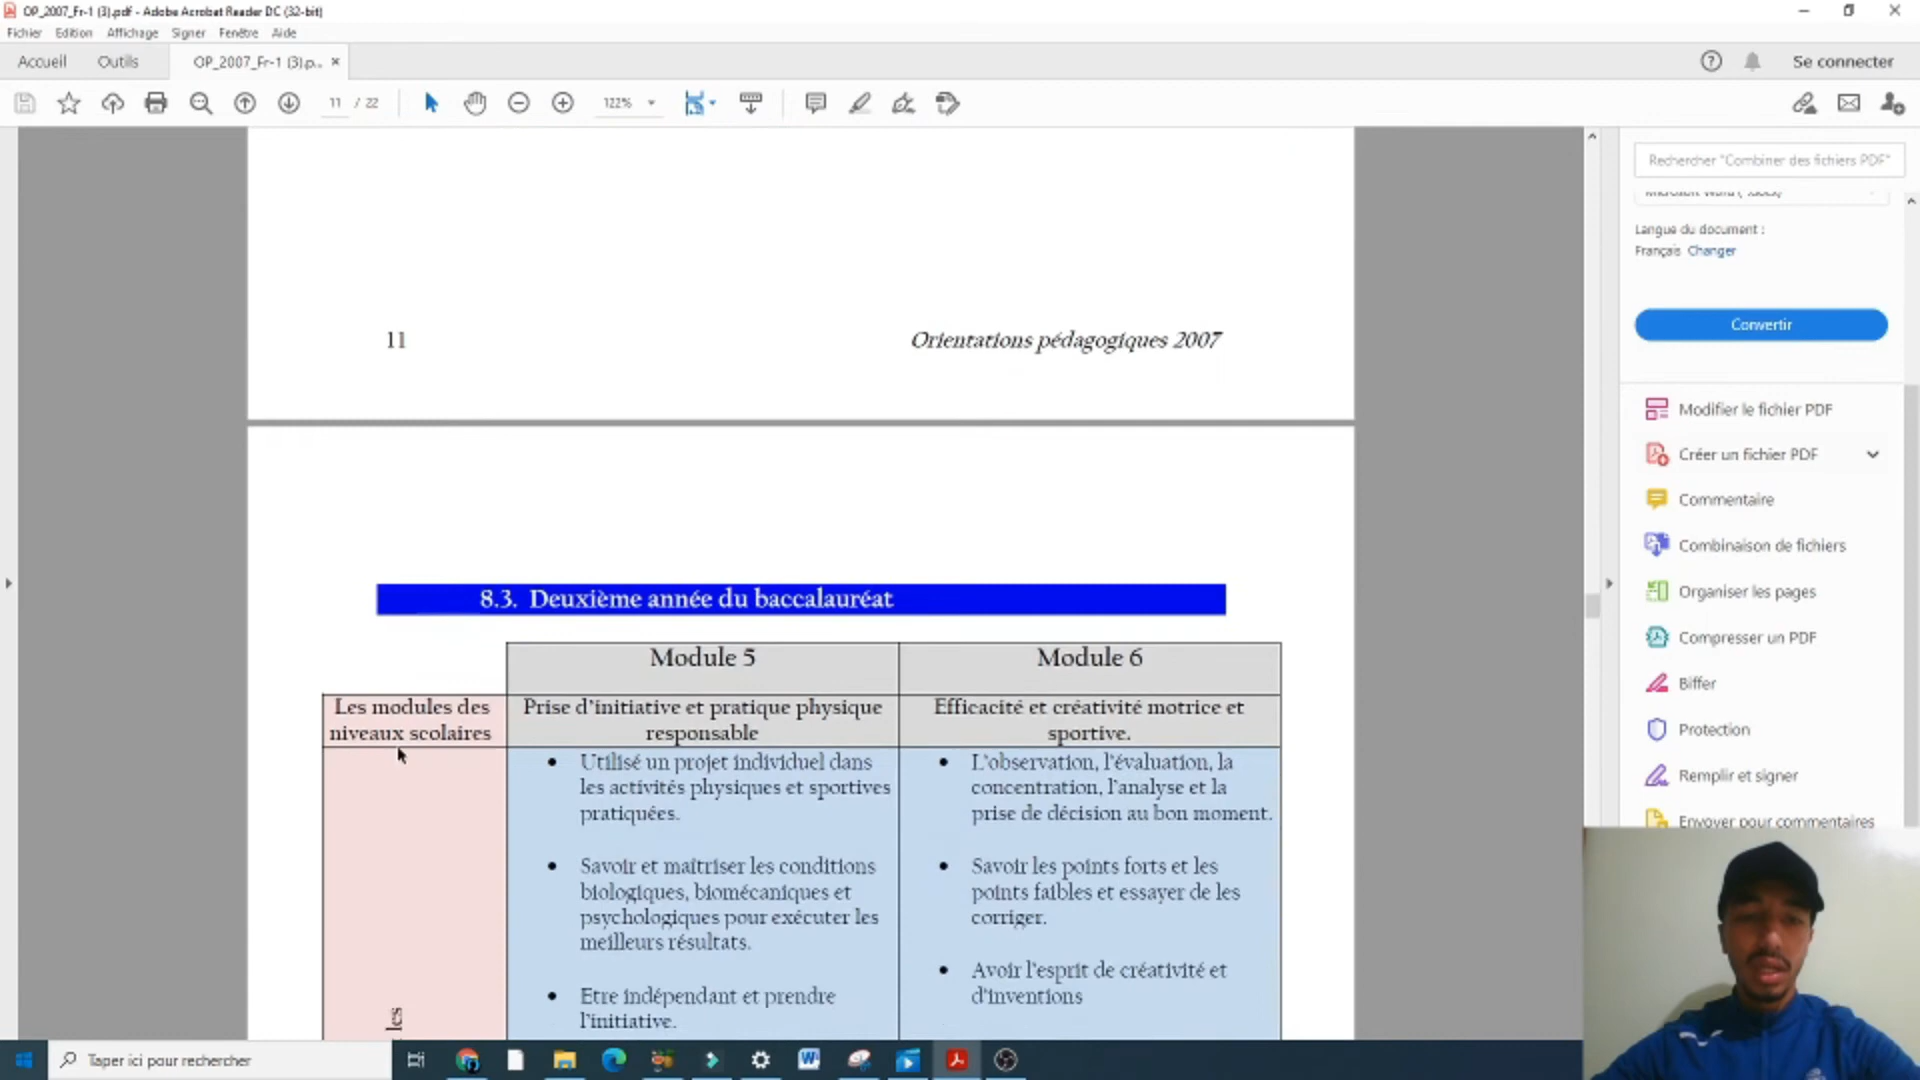 OP_2007_Fr-1 (3).pdf - Adobe Acrobat Reader DC (32-bit)
Fichier Edition Affichage Signer Fenêtre Aide
Accueil Outils OP_2007_Fr-1 (3).p... × Se connecter
11 / 22 122%
Rechercher "Combiner des fichiers PDF"
Langue du document :
Français Changer
Convertir
Modifier le fichier PDF
Créer un fichier PDF
Commentaire
Combinaison de fichiers
Organiser les pages
Compresser un PDF
Biffer
Protection
Remplir et signer
Envoyer pour commentaires
11 Orientations pédagogiques 2007
8.3. Deuxième année du baccalauréat
Module 5 Module 6
Les modules des
niveaux scolaires
Prise d'initiative et pratique physique
responsable
Efficacité et créativité motrice et
sportive.
• Utilisé un projet individuel dans
les activités physiques et sportives
pratiquées.
• Savoir et maîtriser les conditions
biologiques, biomécaniques et
psychologiques pour exécuter les
meilleurs résultats.
• Etre indépendant et prendre
l'initiative.
• L'observation, l'évaluation, la
concentration, l'analyse et la
prise de décision au bon moment.
• Savoir les points forts et les
points faibles et essayer de les
corriger.
• Avoir l'esprit de créativité et
d'inventions
Taper ici pour rechercher